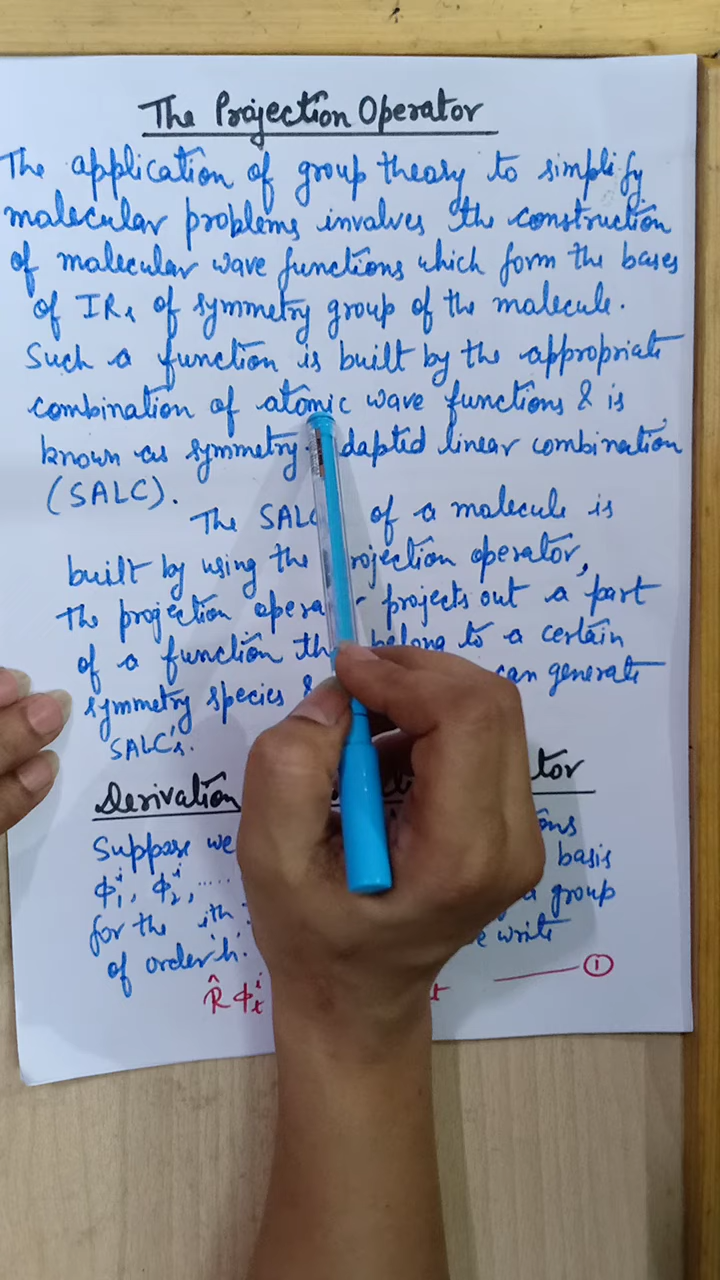 The Projection Operator
The application of group theory to simplify
molecular problems involves the construction
of molecular wave functions which form the bases
of IRs of symmetry group of the molecule.
Such a function is built by the appropriate
combination of atomic wave functions & is
known as symmetry adapted linear combination
(SALC).
The SALC of a molecule is
built by using the projection operator,
The projection operator projects out a part
of a function that belong to a certain
symmetry species & can generate
SALC's.
Derivation
Suppose we
ϕ₁ⁱ, ϕ₂ⁱ, ..... basis
for the ith a group
of order h. we write
R̂ ϕₜⁱ ①